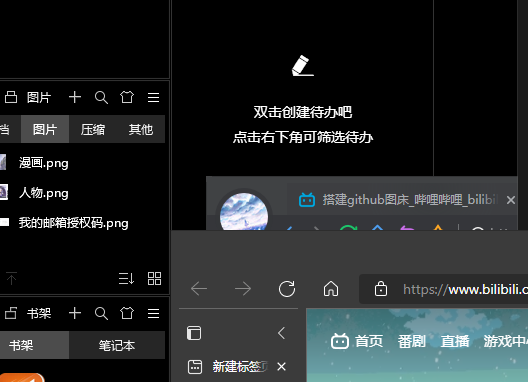 双击创建待办吧
点击右下角可筛选待办
图片
档 图片 压缩 其他
漫画.png
人物.png
我的邮箱授权码.png
搭建github图床_哔哩哔哩_bilibili
书架
书架 笔记本
https://www.bilibili.c
首页 番剧 直播 游戏中心
新建标签页